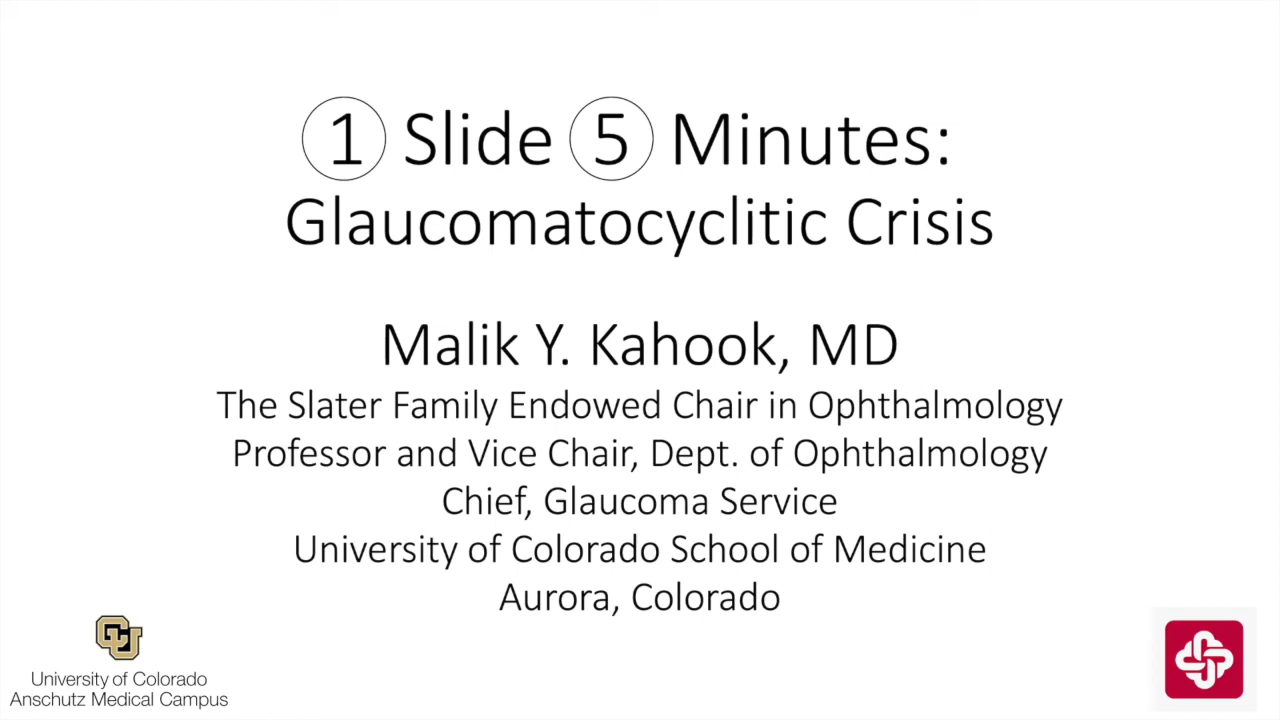 1 Slide 5 Minutes:
Glaucomatocyclitic Crisis
Malik Y. Kahook, MD
The Slater Family Endowed Chair in Ophthalmology
Professor and Vice Chair, Dept. of Ophthalmology
Chief, Glaucoma Service
University of Colorado School of Medicine
Aurora, Colorado
CU
University of Colorado
Anschutz Medical Campus